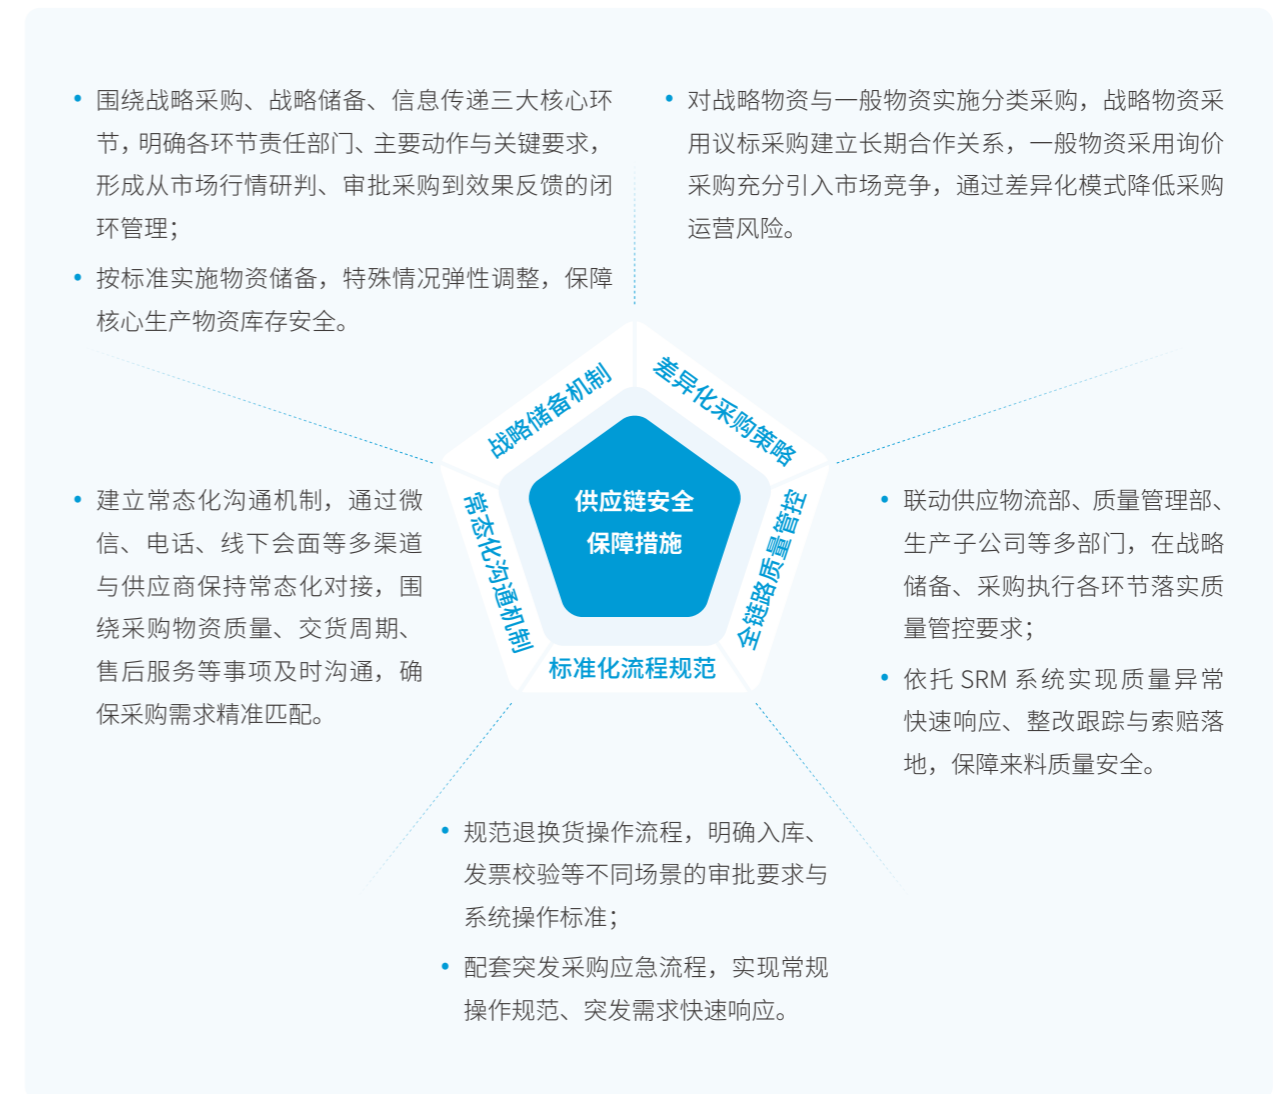 围绕战略采购、战略储备、信息传递三大核心环
节，明确各环节责任部门、主要动作与关键要求，
形成从市场行情研判、审批采购到效果反馈的闭
环管理；
按标准实施物资储备，特殊情况弹性调整，保障
核心生产物资库存安全。
对战略物资与一般物资实施分类采购，战略物资采
用议标采购建立长期合作关系，一般物资采用询价
采购充分引入市场竞争，通过差异化模式降低采购
运营风险。
战略储备机制
差异化采购策略
常态化沟通机制
供应链安全
保障措施
全链路质量管控
标准化流程规范
建立常态化沟通机制，通过微
信、电话、线下会面等多渠道
与供应商保持常态化对接，围
绕采购物资质量、交货周期、
售后服务等事项及时沟通，确
保采购需求精准匹配。
联动供应物流部、质量管理部、
生产子公司等多部门，在战略
储备、采购执行各环节落实质
量管控要求；
依托 SRM 系统实现质量异常
快速响应、整改跟踪与索赔落
地，保障来料质量安全。
规范退换货操作流程，明确入库、
发票校验等不同场景的审批要求与
系统操作标准；
配套突发采购应急流程，实现常规
操作规范、突发需求快速响应。